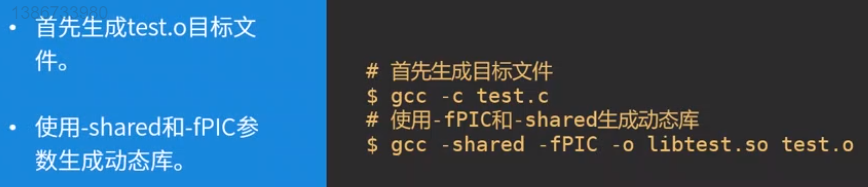 1386733980
• 首先生成test.o目标文
件。
• 使用-shared和-fPIC参
数生成动态库。
# 首先生成目标文件
$ gcc -c test.c
# 使用-fPIC和-shared生成动态库
$ gcc -shared -fPIC -o libtest.so test.o